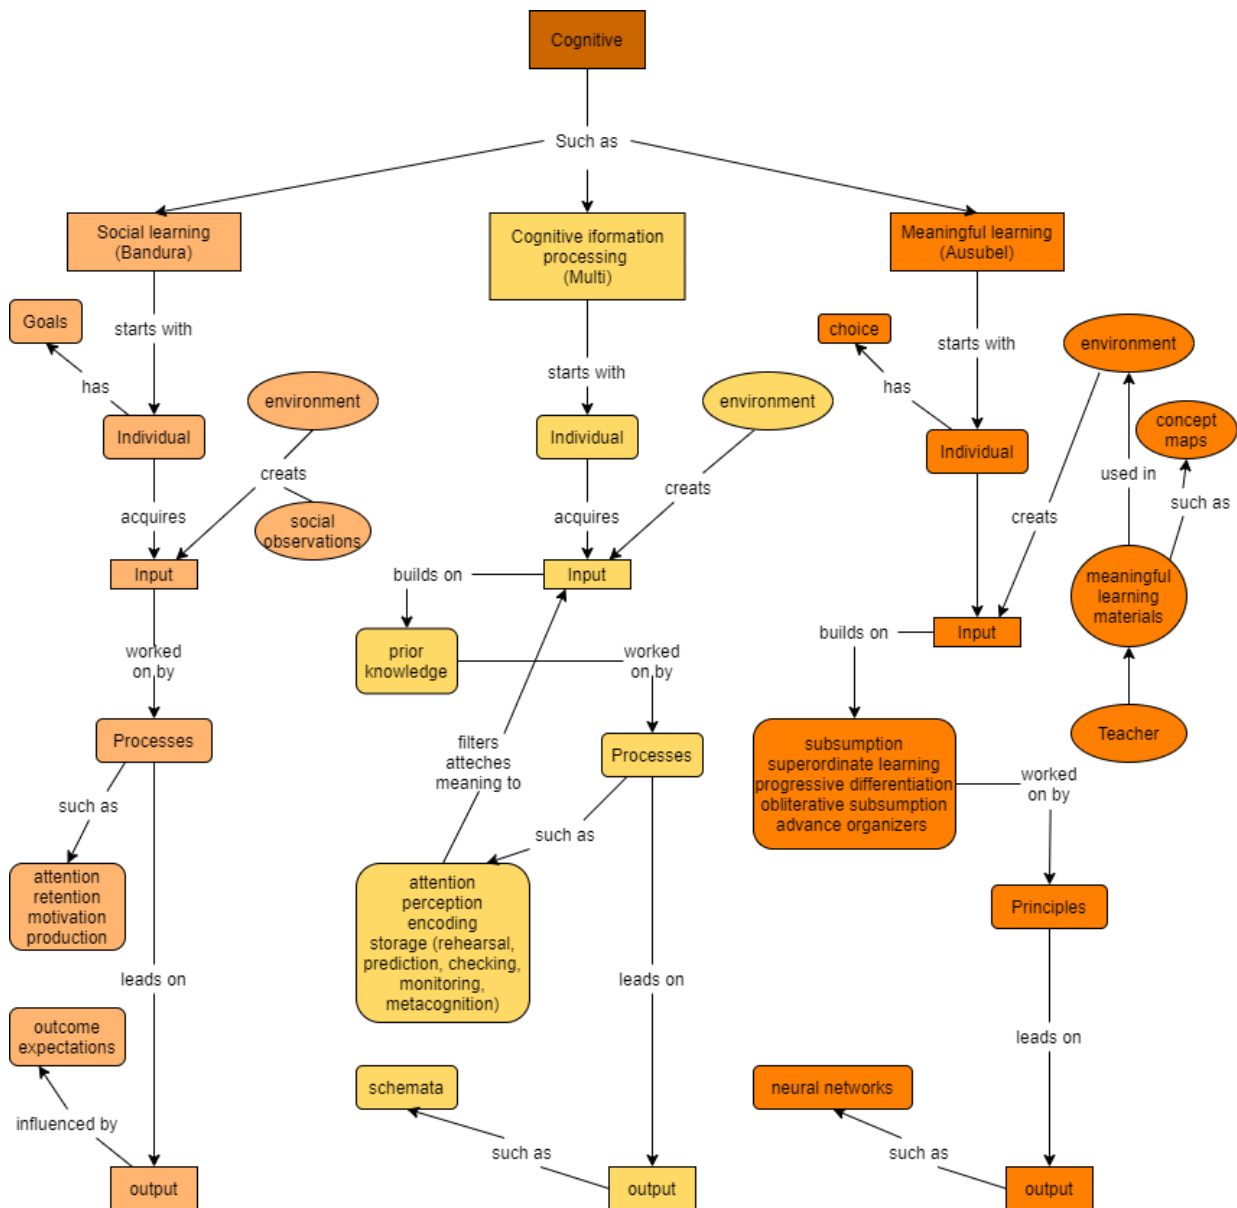 Cognitive
Such as
Social learning
(Bandura)
Goals
starts with
has
environment
Individual
creats
acquires
social
observations
Input
worked
on by
Processes
such as
attention
retention
motivation
production
leads on
outcome
expectations
influenced by
output
Cognitive iformation
processing
(Multi)
starts with
environment
Individual
creats
acquires
builds on
Input
prior
knowledge
worked
on by
filters
atteches
meaning to
Processes
such as
attention
perception
encoding
storage (rehearsal,
prediction, checking,
monitoring,
metacognition)
leads on
schemata
such as
output
Meaningful learning
(Ausubel)
choice
starts with
environment
has
concept
maps
Individual
used in
such as
creats
meaningful
learning
materials
builds on
Input
Teacher
subsumption
superordinate learning
progressive differentiation
obliterative subsumption
advance organizers
worked
on by
Principles
leads on
neural networks
such as
output